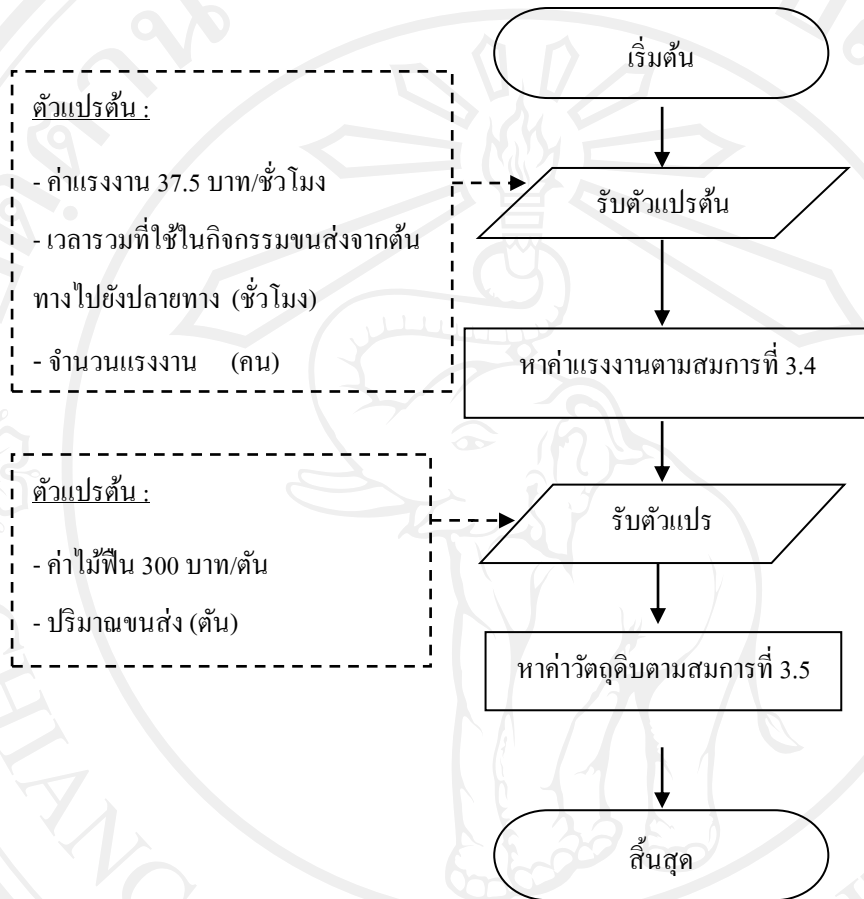 เริ่มต้น
ตัวแปรต้น :
- ค่าแรงงาน 37.5 บาท/ชั่วโมง
- เวลารวมที่ใช้ในกิจกรรมขนส่งจากต้น
ทางไปยังปลายทาง (ชั่วโมง)
- จำนวนแรงงาน (คน)
รับตัวแปรต้น
หาค่าแรงงานตามสมการที่ 3.4
ตัวแปรต้น :
- ค่าไม้ฟืน 300 บาท/ตัน
- ปริมาณขนส่ง (ตัน)
รับตัวแปร
หาค่าวัตถุดิบตามสมการที่ 3.5
สิ้นสุด
CHIANG